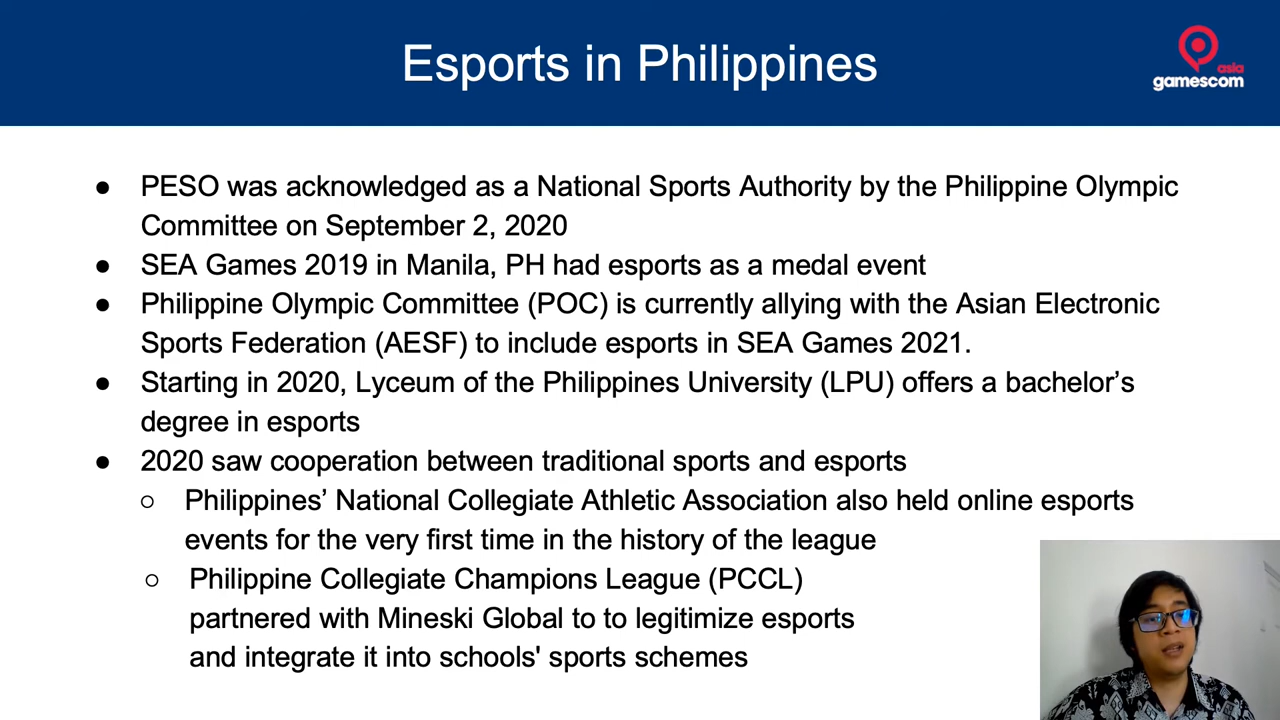 Esports in Philippines
asia
gamescom
● PESO was acknowledged as a National Sports Authority by the Philippine Olympic
Committee on September 2, 2020
● SEA Games 2019 in Manila, PH had esports as a medal event
● Philippine Olympic Committee (POC) is currently allying with the Asian Electronic
Sports Federation (AESF) to include esports in SEA Games 2021.
● Starting in 2020, Lyceum of the Philippines University (LPU) offers a bachelor’s
degree in esports
● 2020 saw cooperation between traditional sports and esports
○ Philippines’ National Collegiate Athletic Association also held online esports
events for the very first time in the history of the league
○ Philippine Collegiate Champions League (PCCL)
partnered with Mineski Global to to legitimize esports
and integrate it into schools' sports schemes